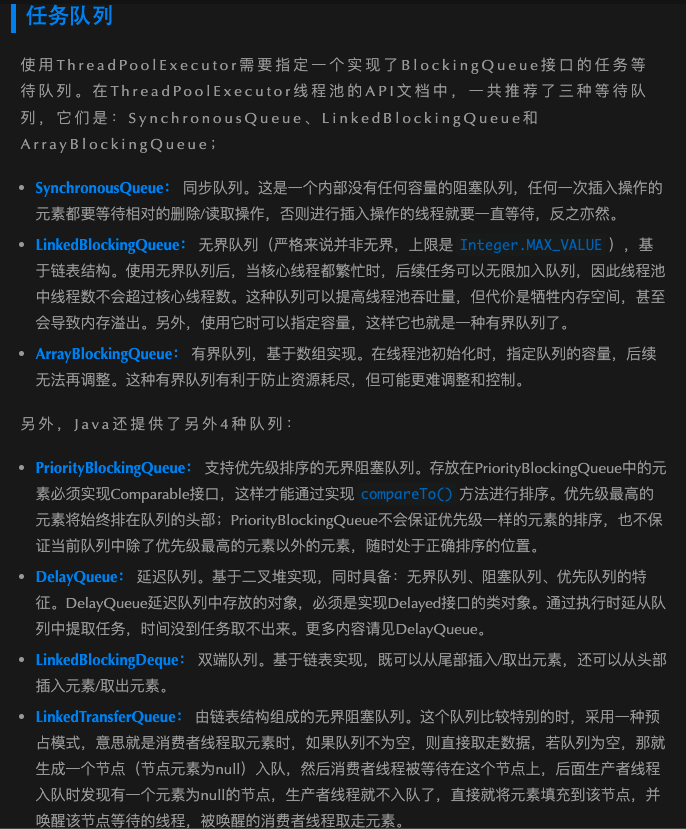 任务队列
使用ThreadPoolExecutor需要指定一个实现了BlockingQueue接口的任务等
待队列。在ThreadPoolExecutor线程池的API文档中，一共推荐了三种等待队
列，它们是：SynchronousQueue、LinkedBlockingQueue和
ArrayBlockingQueue；
SynchronousQueue： 同步队列。这是一个内部没有任何容量的阻塞队列，任何一次插入操作的
元素都要等待相对的删除/读取操作，否则进行插入操作的线程就要一直等待，反之亦然。
LinkedBlockingQueue： 无界队列（严格来说并非无界，上限是 Integer.MAX_VALUE ），基
于链表结构。使用无界队列后，当核心线程都繁忙时，后续任务可以无限加入队列，因此线程池
中线程数不会超过核心线程数。这种队列可以提高线程池吞吐量，但代价是牺牲内存空间，甚至
会导致内存溢出。另外，使用它时可以指定容量，这样它也就是一种有界队列了。
ArrayBlockingQueue： 有界队列，基于数组实现。在线程池初始化时，指定队列的容量，后续
无法再调整。这种有界队列有利于防止资源耗尽，但可能更难调整和控制。
另外，Java还提供了另外4种队列：
PriorityBlockingQueue： 支持优先级排序的无界阻塞队列。存放在PriorityBlockingQueue中的元
素必须实现Comparable接口，这样才能通过实现 compareTo() 方法进行排序。优先级最高的
元素将始终排在队列的头部；PriorityBlockingQueue不会保证优先级一样的元素的排序，也不保
证当前队列中除了优先级最高的元素以外的元素，随时处于正确排序的位置。
DelayQueue： 延迟队列。基于二叉堆实现，同时具备：无界队列、阻塞队列、优先队列的特
征。DelayQueue延迟队列中存放的对象，必须是实现Delayed接口的类对象。通过执行时延从队
列中提取任务，时间没到任务取不出来。更多内容请见DelayQueue。
LinkedBlockingDeque： 双端队列。基于链表实现，既可以从尾部插入/取出元素，还可以从头部
插入元素/取出元素。
LinkedTransferQueue： 由链表结构组成的无界阻塞队列。这个队列比较特别的时，采用一种预
占模式，意思就是消费者线程取元素时，如果队列不为空，则直接取走数据，若队列为空，那就
生成一个节点（节点元素为null）入队，然后消费者线程被等待在这个节点上，后面生产者线程
入队时发现有一个元素为null的节点，生产者线程就不入队了，直接就将元素填充到该节点，并
唤醒该节点等待的线程，被唤醒的消费者线程取走元素。